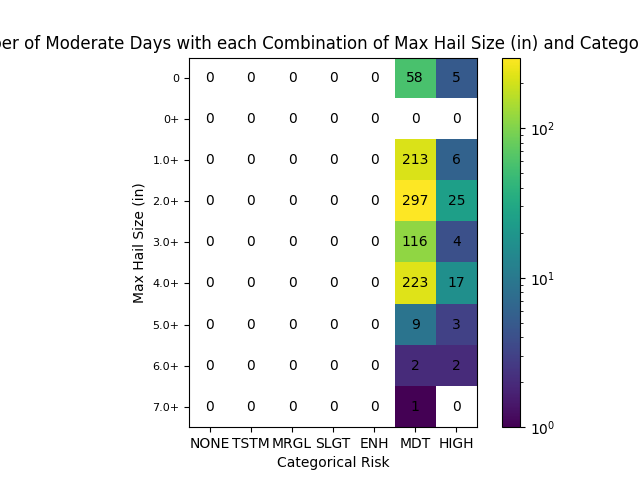 of Moderate Days with each Combination of Max Hail Size (in) and
0 0 0 0 0 0 58 5
0+ 0 0 0 0 0 0 0
1.0+ 0 0 0 0 0 213 6
2.0+ 0 0 0 0 0 297 25
3.0+ 0 0 0 0 0 116 4
4.0+ 0 0 0 0 0 223 17
5.0+ 0 0 0 0 0 9 3
6.0+ 0 0 0 0 0 2 2
7.0+ 0 0 0 0 0 1 0
NONE TSTM MRGL SLGT ENH MDT HIGH
Categorical Risk
Max Hail Size (in)
10²
10¹
10⁰